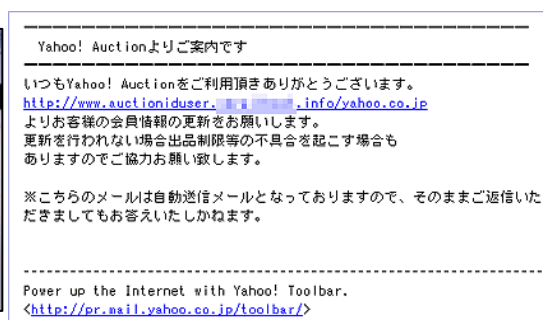 Yahoo! Auctionよりご案内です
いつもYahoo! Auctionをご利用頂きありがとうございます。
http://www.auctioniduser. .info/yahoo.co.jp
よりお客様の会員情報の更新をお願いします。
更新を行われない場合出品制限等の不具合を起こす場合も
ありますのでご協力お願い致します。
※こちらのメールは自動送信メールとなっておりますので、そのままご返信いた
だきましてもお答えいたしかねます。
Power up the Internet with Yahoo! Toolbar.
<http://pr.mail.yahoo.co.jp/toolbar/>